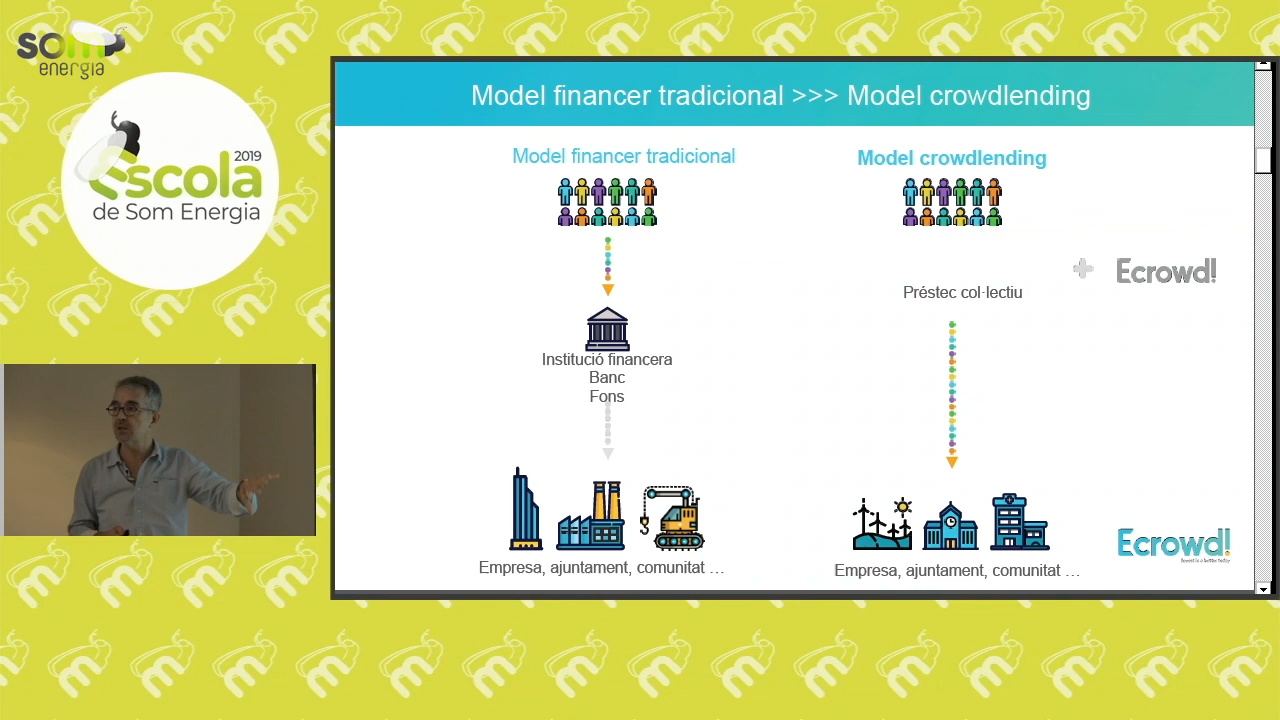 som
energia
2019
Escola
de Som Energia
Model financer tradicional >>> Model crowdlending
Model financer tradicional
Institució financera
Banc
Fons
Empresa, ajuntament, comunitat …
Model crowdlending
Ecrowd!
Préstec col·lectiu
Empresa, ajuntament, comunitat …
Ecrowd!